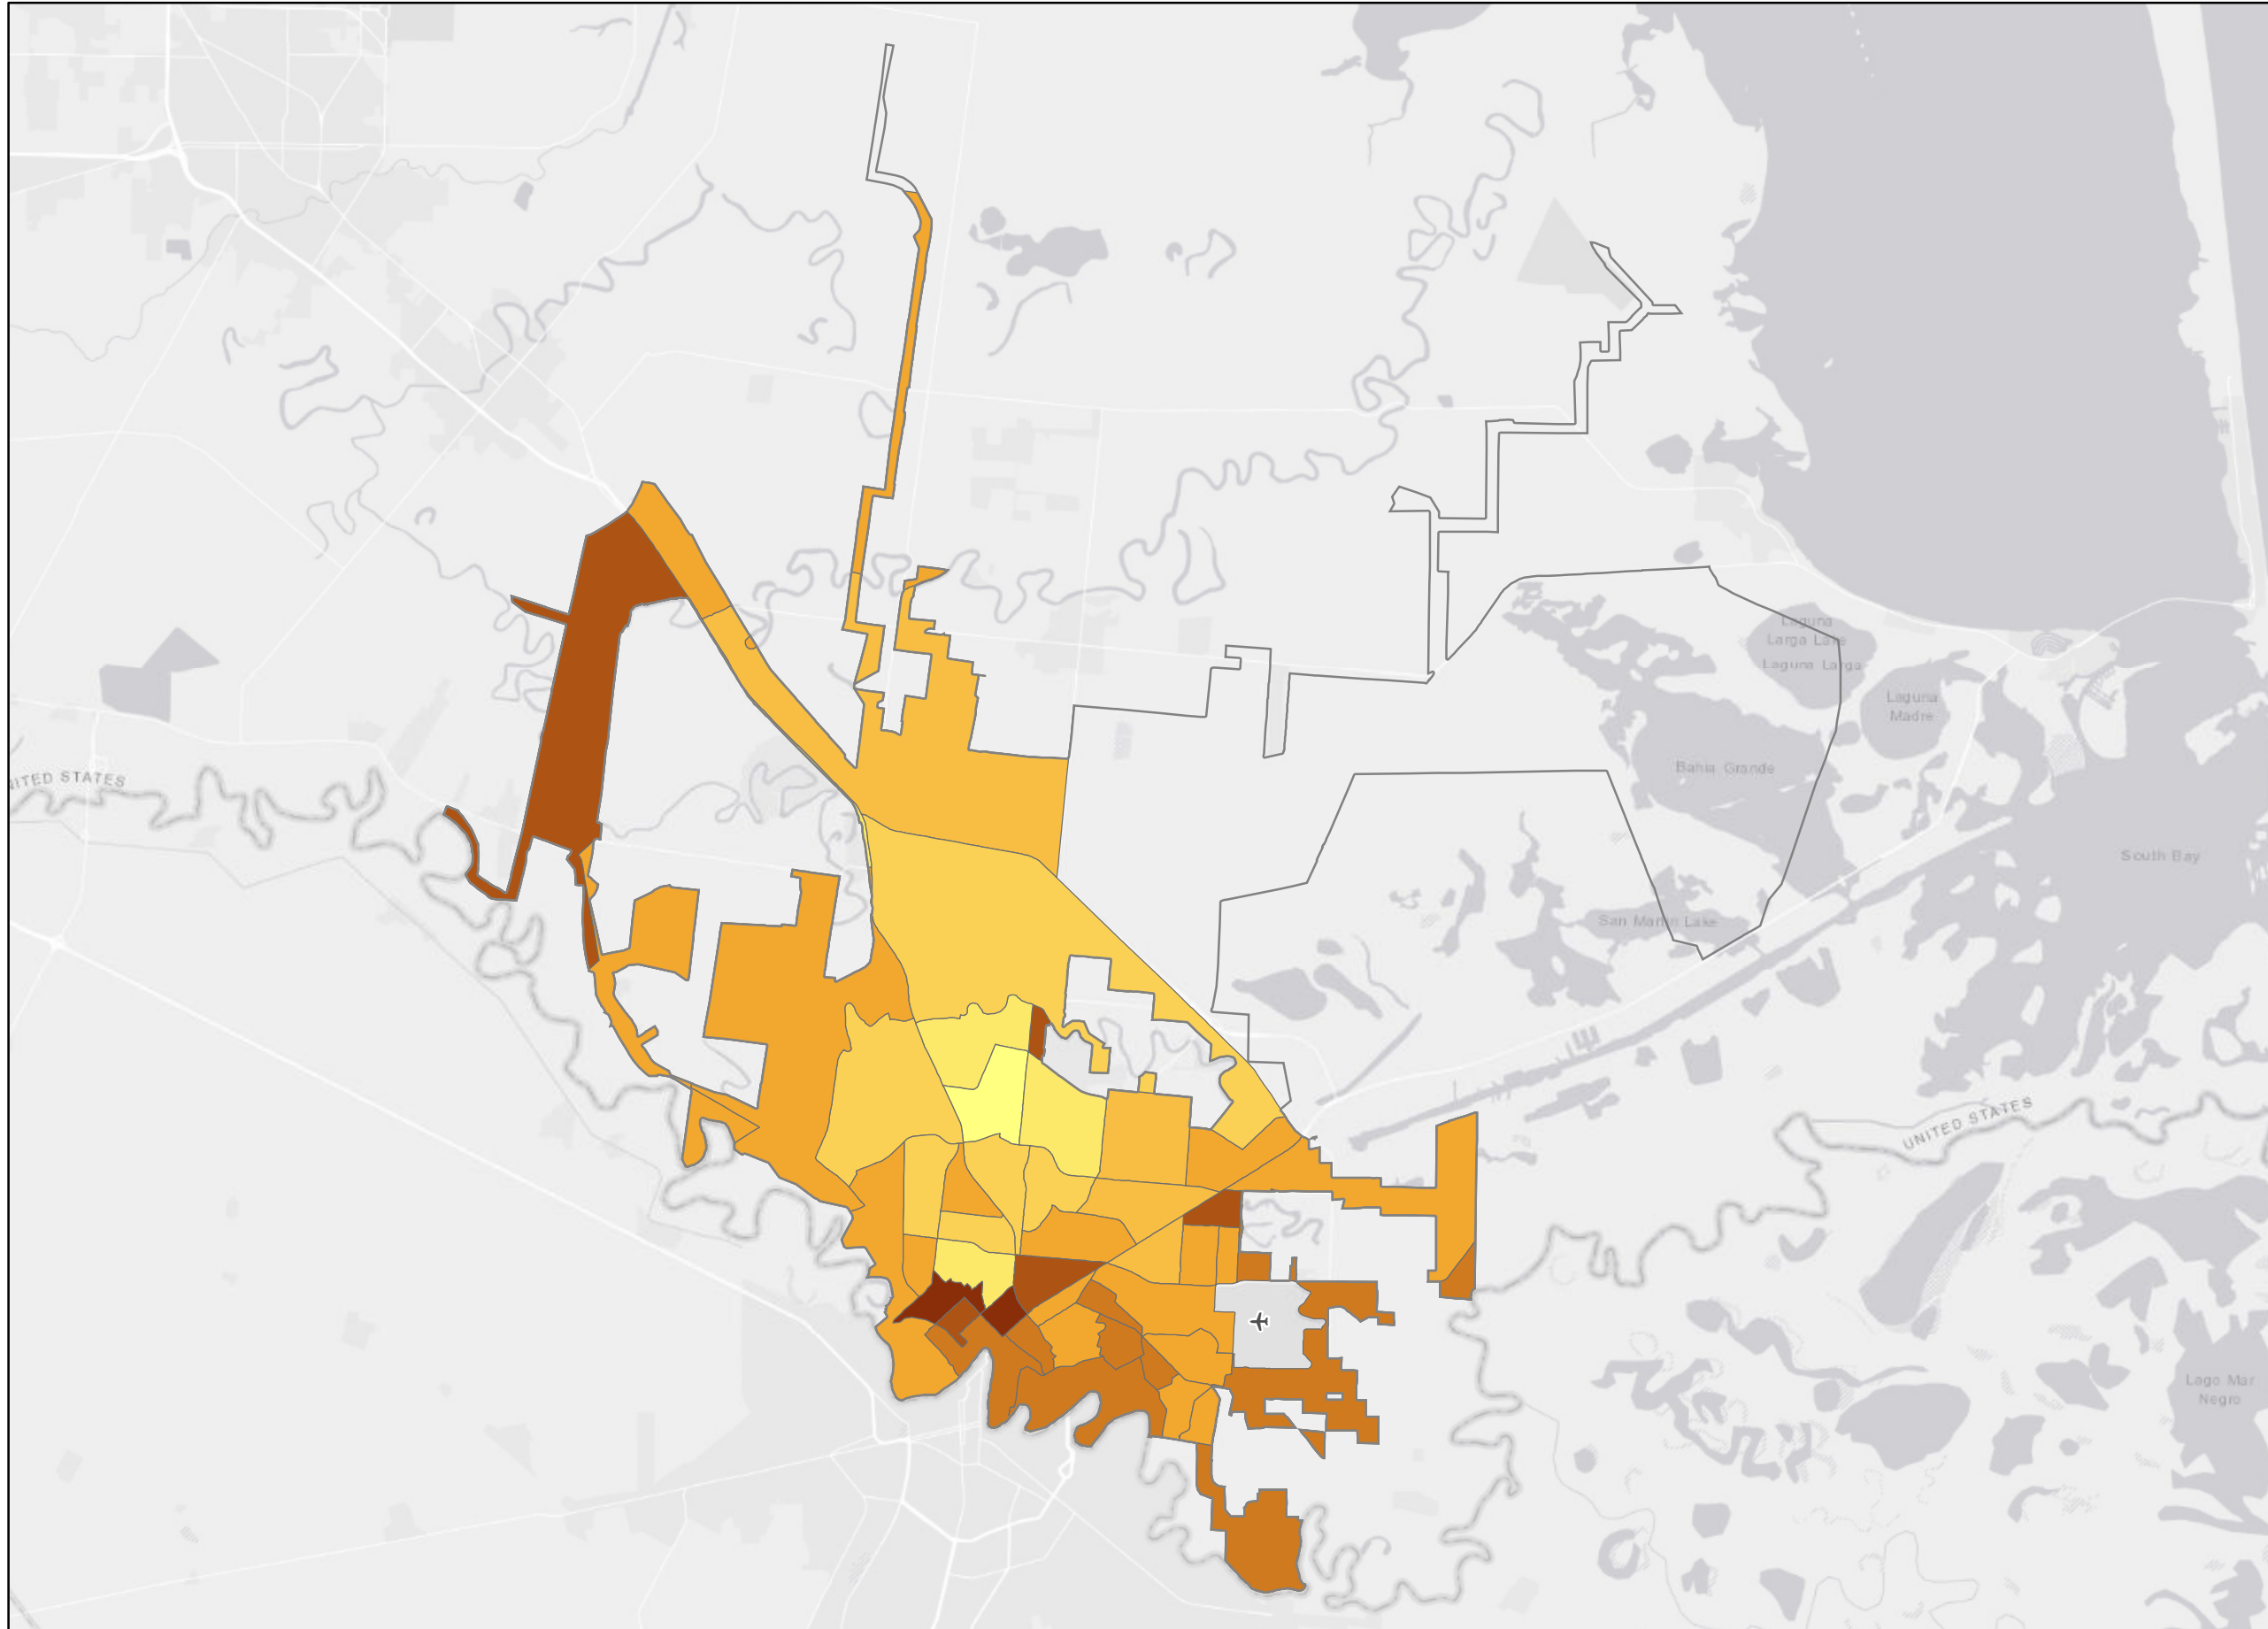 Laguna
Larga Lake
Laguna Larga
Laguna
Madre
Bahia Grande
NITED STATES
South Bay
San Martin Lake
UNITED STATES
Lago Mar
Negro